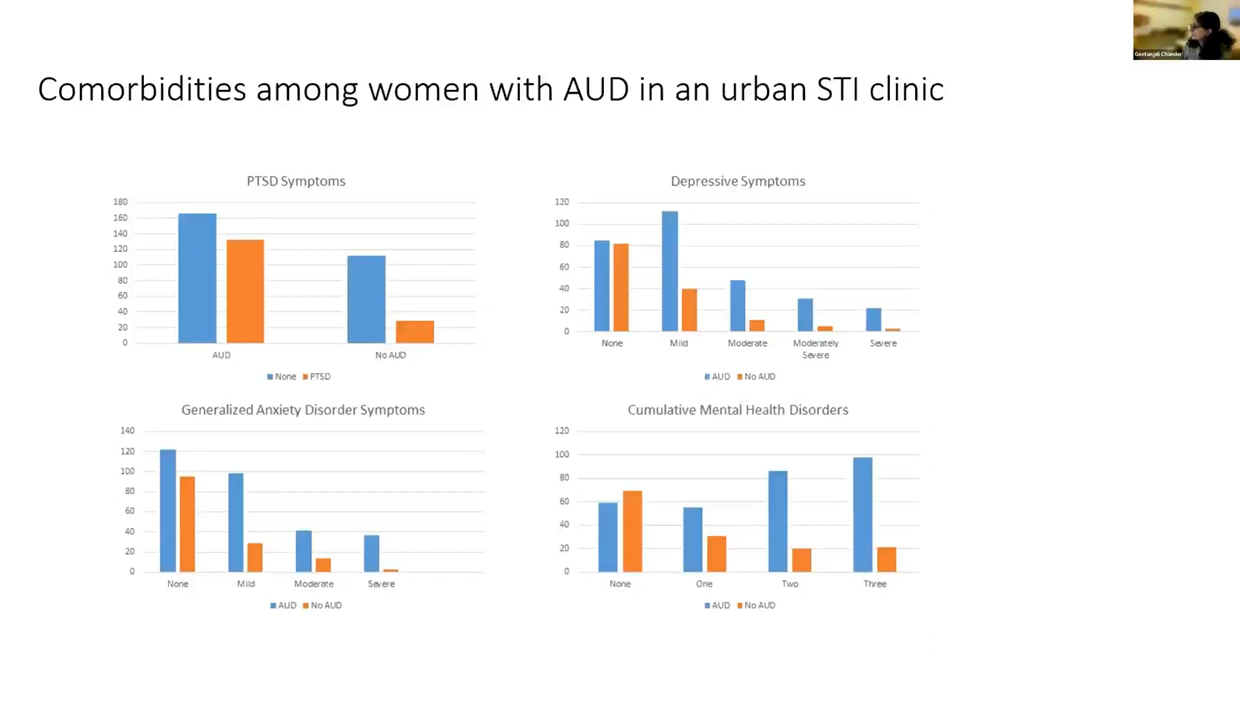 Geetanjali Chander
Comorbidities among women with AUD in an urban STI clinic
PTSD Symptoms
180
160
140
120
100
80
60
40
20
0
AUD No AUD
None PTSD
Depressive Symptoms
120
100
80
60
40
20
0
None Mild Moderate Moderately Severe
Severe
AUD No AUD
Generalized Anxiety Disorder Symptoms
140
120
100
80
60
40
20
0
None Mild Moderate Severe
AUD No AUD
Cumulative Mental Health Disorders
120
100
80
60
40
20
0
None One Two Three
AUD No AUD